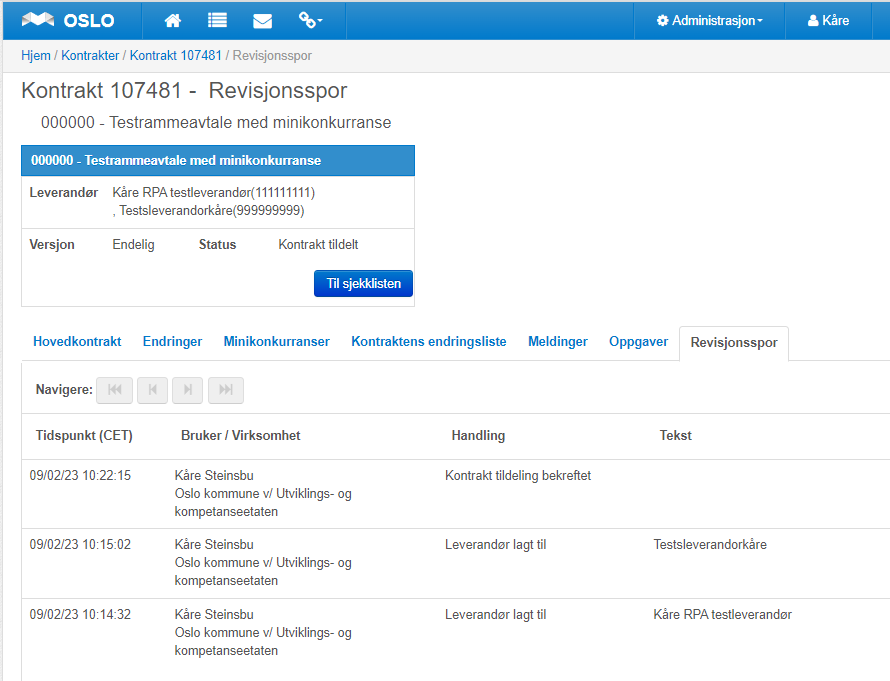 OSLO Administrasjon Kåre
Hjem / Kontrakter / Kontrakt 107481 / Revisjonsspor
Kontrakt 107481 - Revisjonsspor
000000 - Testrammeavtale med minikonkurranse
000000 - Testrammeavtale med minikonkurranse
Leverandør Kåre RPA testleverandør(111111111)
, Testsleverandorkåre(999999999)
Versjon Endelig Status Kontrakt tildelt
Til sjekklisten
Hovedkontrakt Endringer Minikonkurranser Kontraktens endringsliste Meldinger Oppgaver Revisjonsspor
Navigere:
Tidspunkt (CET) Bruker / Virksomhet Handling Tekst
09/02/23 10:22:15 Kåre Steinsbu Kontrakt tildeling bekreftet
Oslo kommune v/ Utviklings- og
kompetanseetaten
09/02/23 10:15:02 Kåre Steinsbu Leverandør lagt til Testsleverandorkåre
Oslo kommune v/ Utviklings- og
kompetanseetaten
09/02/23 10:14:32 Kåre Steinsbu Leverandør lagt til Kåre RPA testleverandør
Oslo kommune v/ Utviklings- og
kompetanseetaten